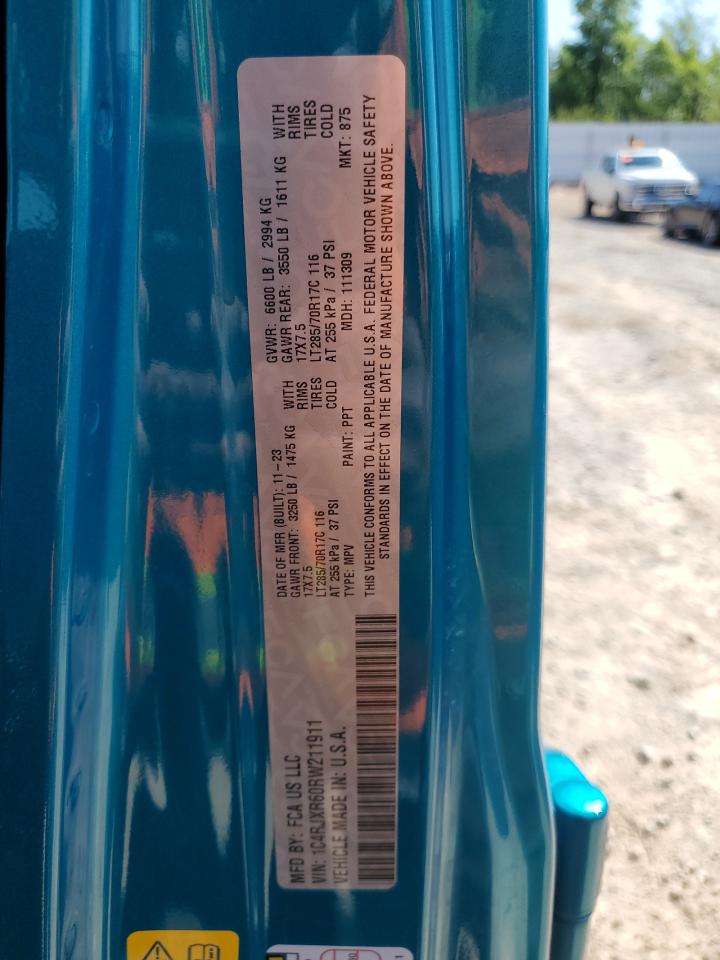 MFD BY: FCA US LLC
VIN: 1C4RJXR60RW211911
VEHICLE MADE IN: U.S.A.
DATE OF MFR (BUILT): 11-23
GVWR: 6600 LB / 2994 KG
GAWR FRONT: 3250 LB / 1475 KG WITH
GAWR REAR: 3550 LB / 1611 KG WITH
17X7.5 RIMS
17X7.5 RIMS
LT285/70R17C 116 TIRES
LT285/70R17C 116 TIRES
AT 255 kPa / 37 PSI COLD
AT 255 kPa / 37 PSI COLD
TYPE: MPV PAINT: PPT MDH: 111309 MKT: 875
THIS VEHICLE CONFORMS TO ALL APPLICABLE U.S.A. FEDERAL MOTOR VEHICLE SAFETY
STANDARDS IN EFFECT ON THE DATE OF MANUFACTURE SHOWN ABOVE.